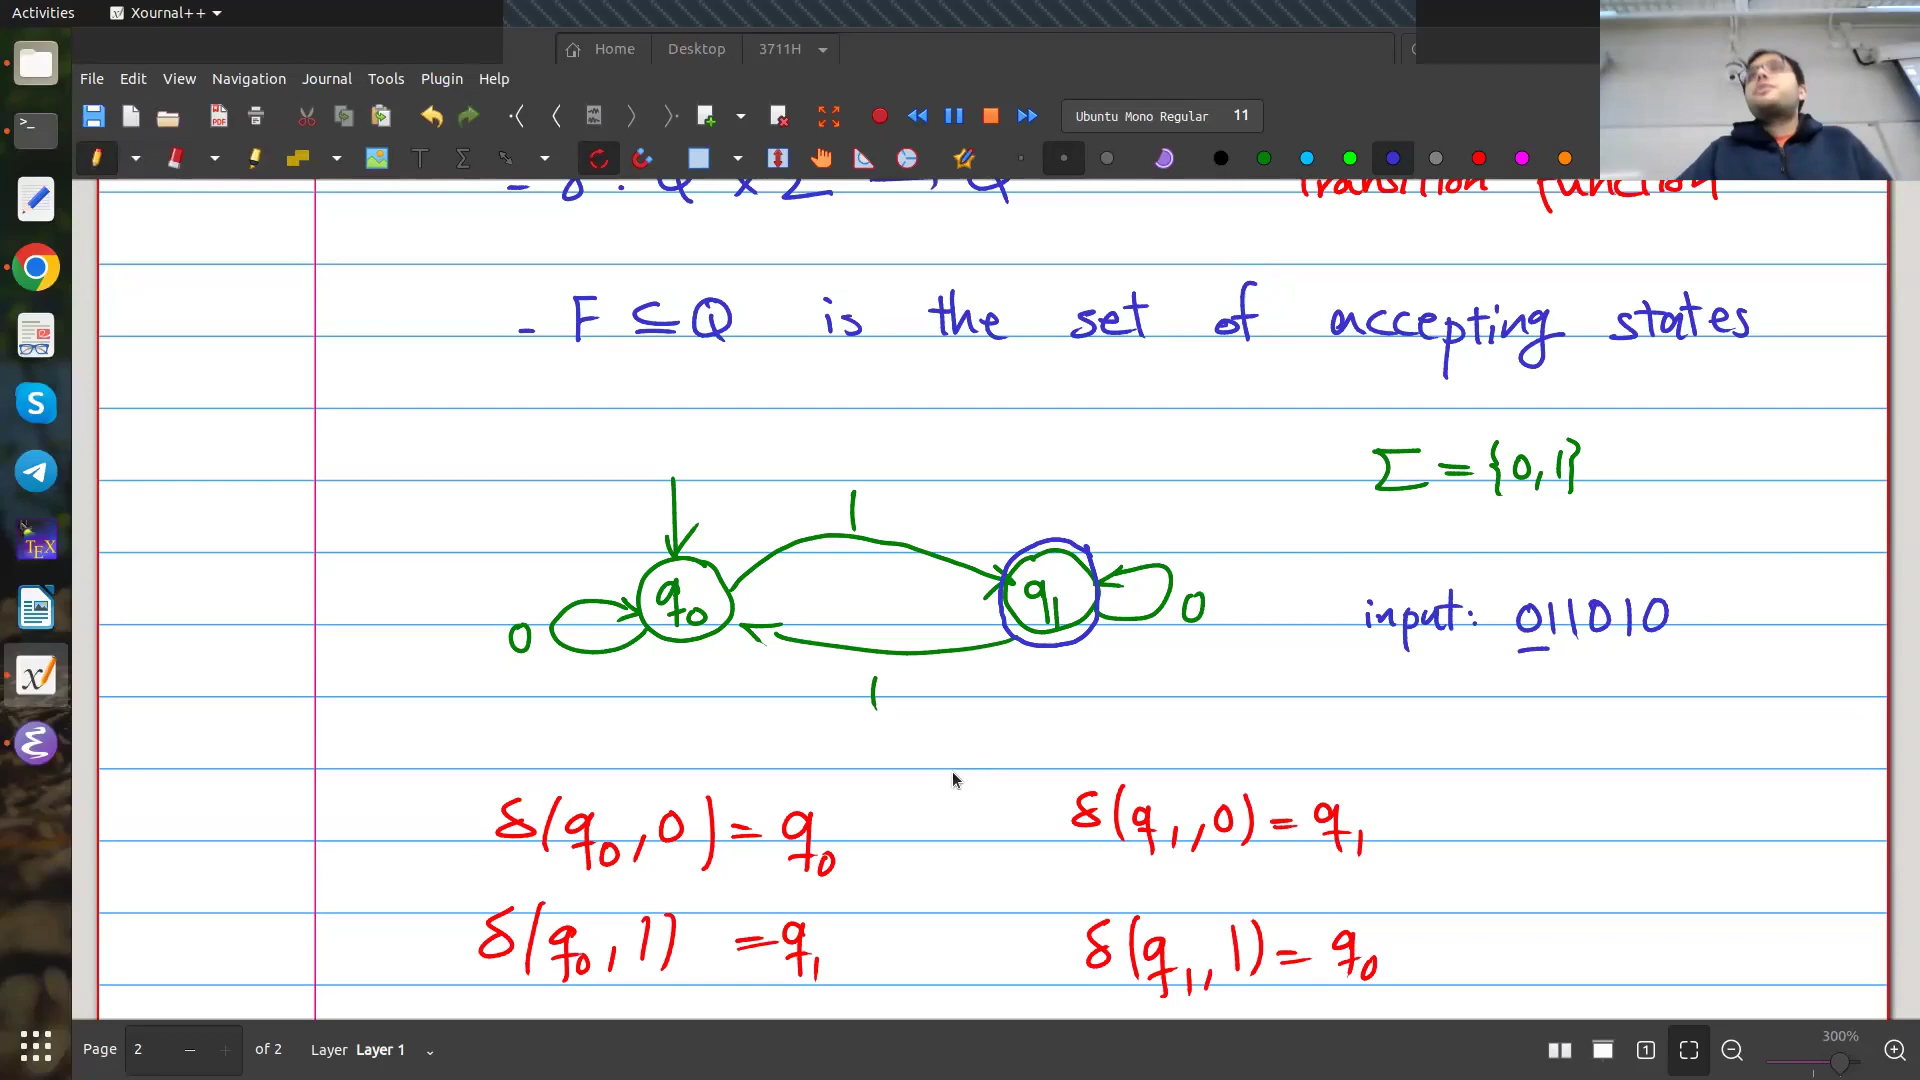 Activities Xournal++
Home Desktop 3711H
File Edit View Navigation Journal Tools Plugin Help
Ubuntu Mono Regular 11
- δ : Q × Σ → Q transition function
- F ⊆ Q is the set of accepting states
Σ = {0,1}
1
q0 q1
0 0
input: 011010
1
δ(q0, 0) = q0 δ(q1, 0) = q1
δ(q0, 1) = q1 δ(q1, 1) = q0
Page 2 of 2 Layer Layer 1 300%